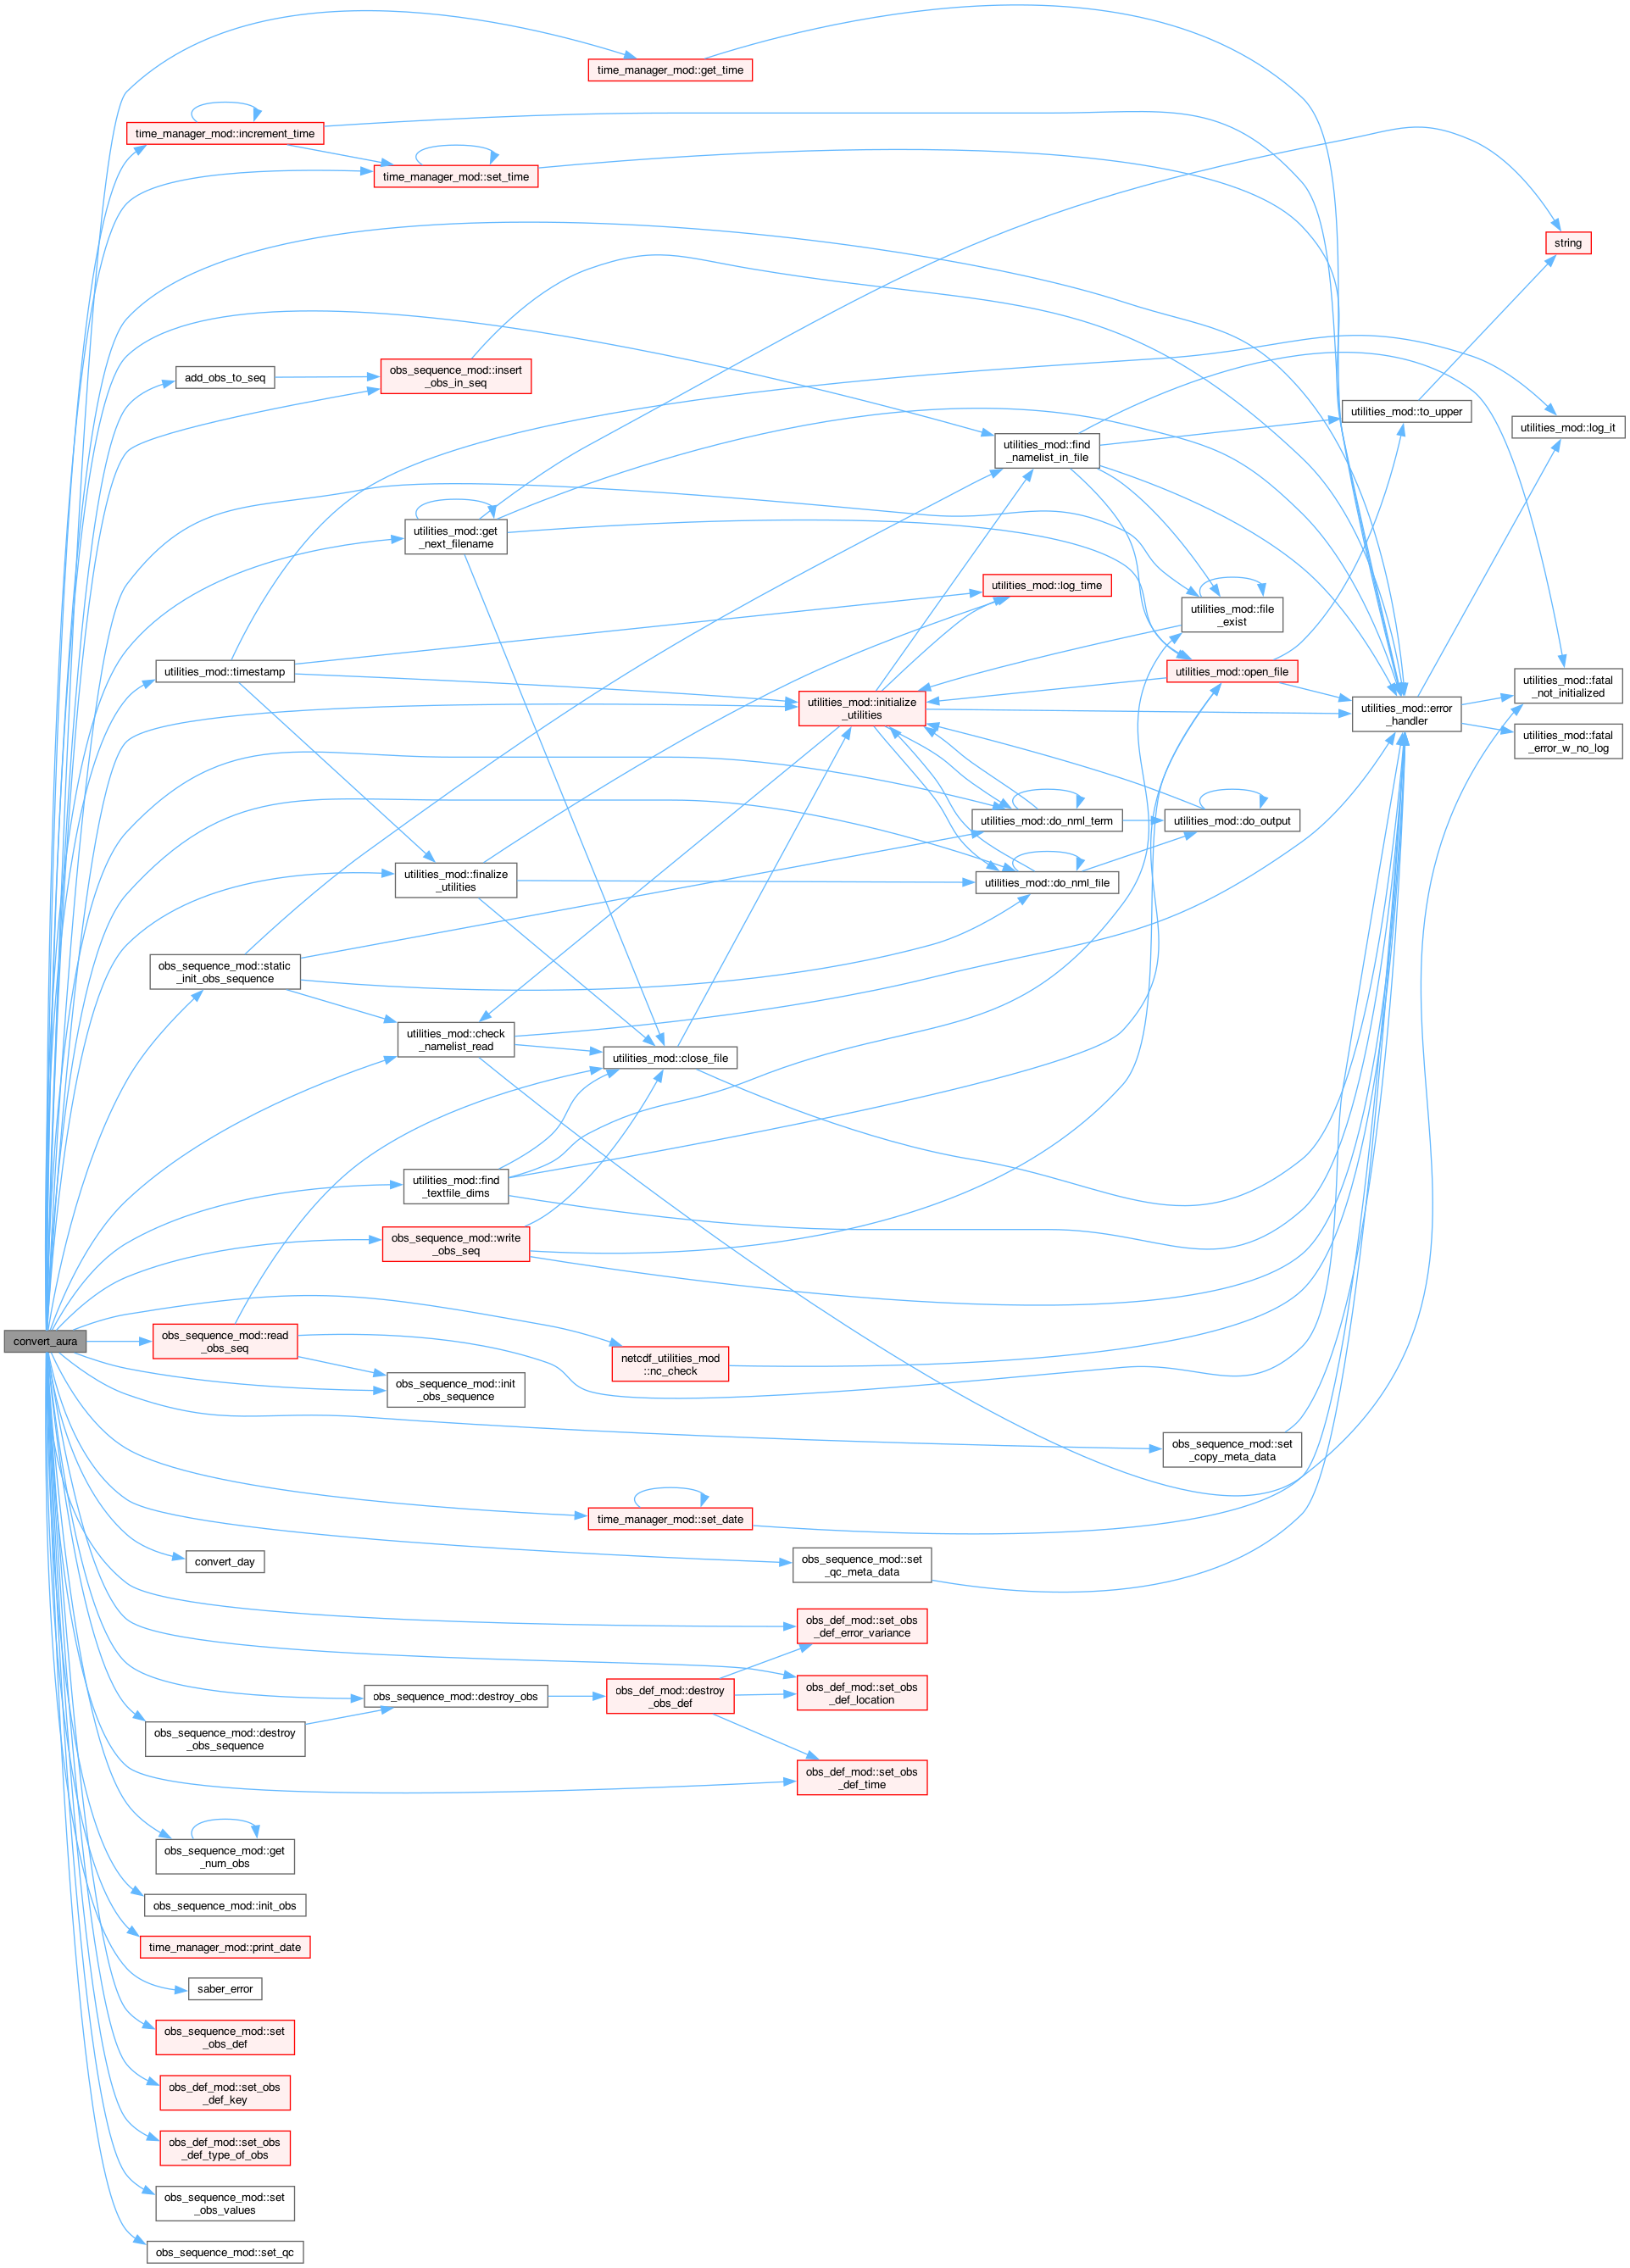 time_manager_mod::get_time
time_manager_mod::increment_time
time_manager_mod::set_time
string
add_obs_to_seq
obs_sequence_mod::insert
_obs_in_seq
utilities_mod::to_upper
utilities_mod::log_it
utilities_mod::find
_namelist_in_file
utilities_mod::get
_next_filename
utilities_mod::log_time
utilities_mod::file
_exist
utilities_mod::timestamp
utilities_mod::open_file
utilities_mod::fatal
_not_initialized
utilities_mod::initialize
_utilities
utilities_mod::error
_handler
utilities_mod::fatal
_error_w_no_log
utilities_mod::do_nml_term
utilities_mod::do_output
utilities_mod::finalize
_utilities
utilities_mod::do_nml_file
obs_sequence_mod::static
_init_obs_sequence
utilities_mod::check
_namelist_read
utilities_mod::close_file
utilities_mod::find
_textfile_dims
obs_sequence_mod::write
_obs_seq
convert_aura
obs_sequence_mod::read
_obs_seq
netcdf_utilities_mod
::nc_check
obs_sequence_mod::init
_obs_sequence
obs_sequence_mod::set
_copy_meta_data
time_manager_mod::set_date
convert_day
obs_sequence_mod::set
_qc_meta_data
obs_def_mod::set_obs
_def_error_variance
obs_sequence_mod::destroy_obs
obs_def_mod::destroy
_obs_def
obs_def_mod::set_obs
_def_location
obs_sequence_mod::destroy
_obs_sequence
obs_def_mod::set_obs
_def_time
obs_sequence_mod::get
_num_obs
obs_sequence_mod::init_obs
time_manager_mod::print_date
saber_error
obs_sequence_mod::set
_obs_def
obs_def_mod::set_obs
_def_key
obs_def_mod::set_obs
_def_type_of_obs
obs_sequence_mod::set
_obs_values
obs_sequence_mod::set_qc